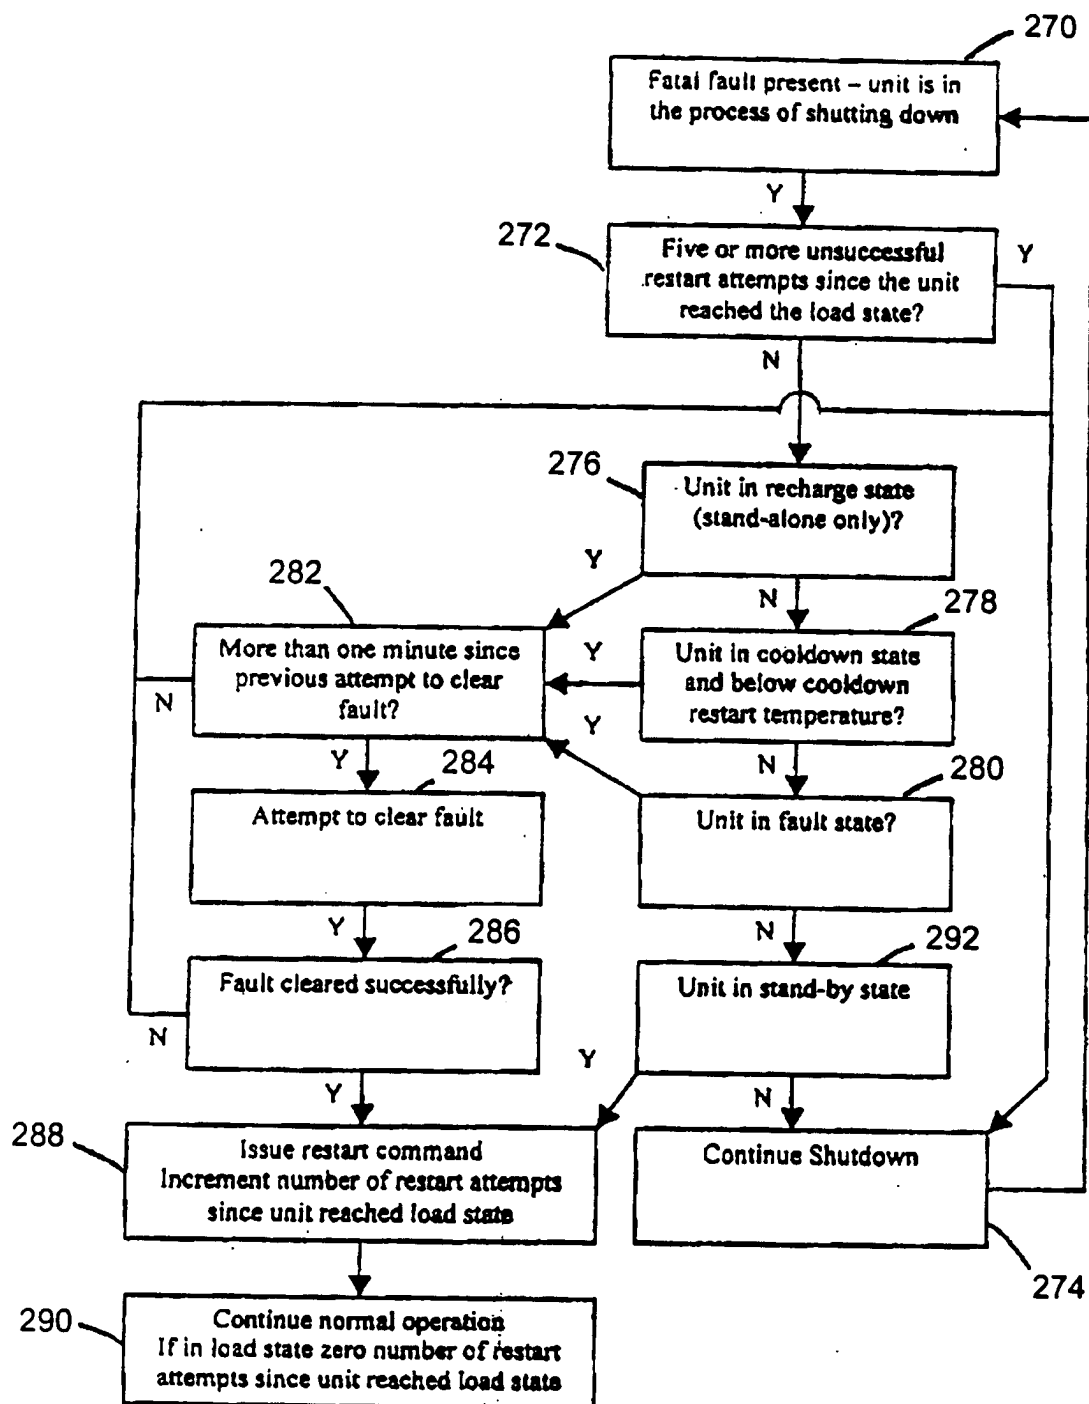 270
Fatal fault present – unit is in
the process of shutting down
Y
272
Five or more unsuccessful
restart attempts since the unit
reached the load state?
Y
N
276
Unit in recharge state
(stand-alone only)?
Y
N
282
More than one minute since
previous attempt to clear
fault?
N
Y
278
Unit in cooldown state
and below cooldown
restart temperature?
Y
N
284
Attempt to clear fault
Y
280
Unit in fault state?
Y
N
286
Fault cleared successfully?
N
Y
292
Unit in stand-by state
Y
N
288
Issue restart command
Increment number of restart attempts
since unit reached load state
Continue Shutdown
274
290
Continue normal operation
If in load state zero number of restart
attempts since unit reached load state